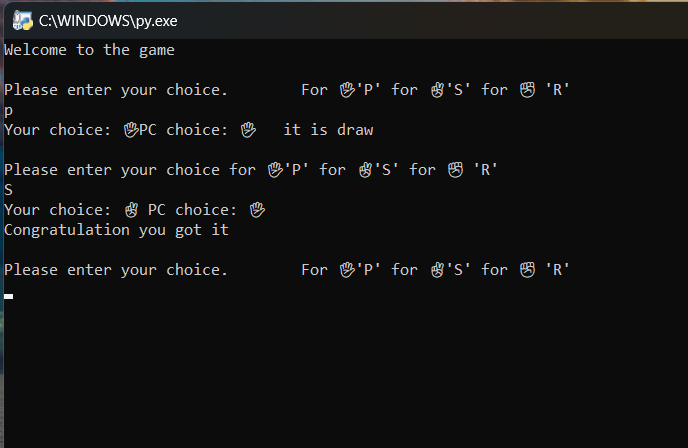 C:\WINDOWS\py.exe
Welcome to the game
Please enter your choice.        For 🖐'P' for ✌'S' for ✊ 'R'
p
Your choice: 🖐PC choice: 🖐   it is draw
Please enter your choice for 🖐'P' for ✌'S' for ✊ 'R'
S
Your choice: ✌ PC choice: 🖐
Congratulation you got it
Please enter your choice.        For 🖐'P' for ✌'S' for ✊ 'R'